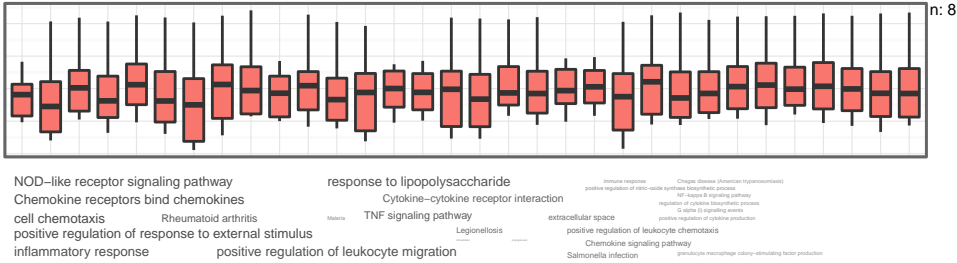 n: 8
NOD-like receptor signaling pathway
Chemokine receptors bind chemokines
cell chemotaxis
Rheumatoid arthritis
positive regulation of response to external stimulus
inflammatory response
positive regulation of leukocyte migration
response to lipopolysaccharide
Cytokine-cytokine receptor interaction
Malaria
TNF signaling pathway
Legionellosis
extracellular space
positive regulation of leukocyte chemotaxis
Chemokine signaling pathway
Salmonella infection
immune response
Chagas disease (American trypanosomiasis)
positive regulation of nitric-oxide synthase biosynthetic process
NF-kappa B signaling pathway
regulation of cytokine biosynthetic process
G alpha (i) signalling events
positive regulation of cytokine production
granulocyte macrophage colony-stimulating factor production